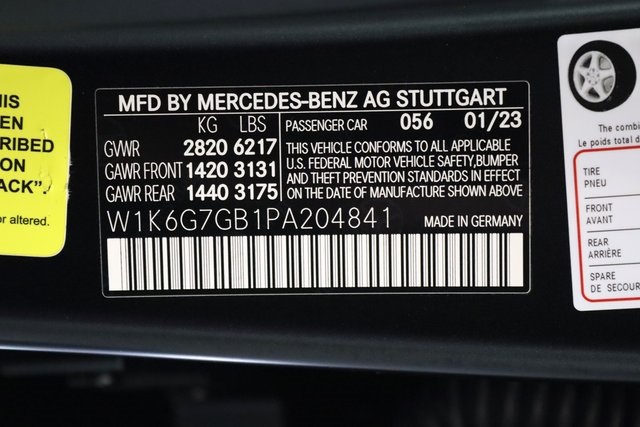 MFD BY MERCEDES-BENZ AG STUTTGART
KG LBS
GVWR 2820 6217
GAWR FRONT 1420 3131
GAWR REAR 1440 3175
PASSENGER CAR 056 01/23
THIS VEHICLE CONFORMS TO ALL APPLICABLE
U.S. FEDERAL MOTOR VEHICLE SAFETY,BUMPER
AND THEFT PREVENTION STANDARDS IN EFFECT
ON THE DATE OF MANUFACTURE SHOWN ABOVE
W1K6G7GB1PA204841 MADE IN GERMANY
HIS
EN
RIBED
ON
ACK".
or altered.
The combi
Le poids total d
TIRE
PNEU
FRONT
AVANT
REAR
ARRIÈRE
SPARE
DE SECOUR